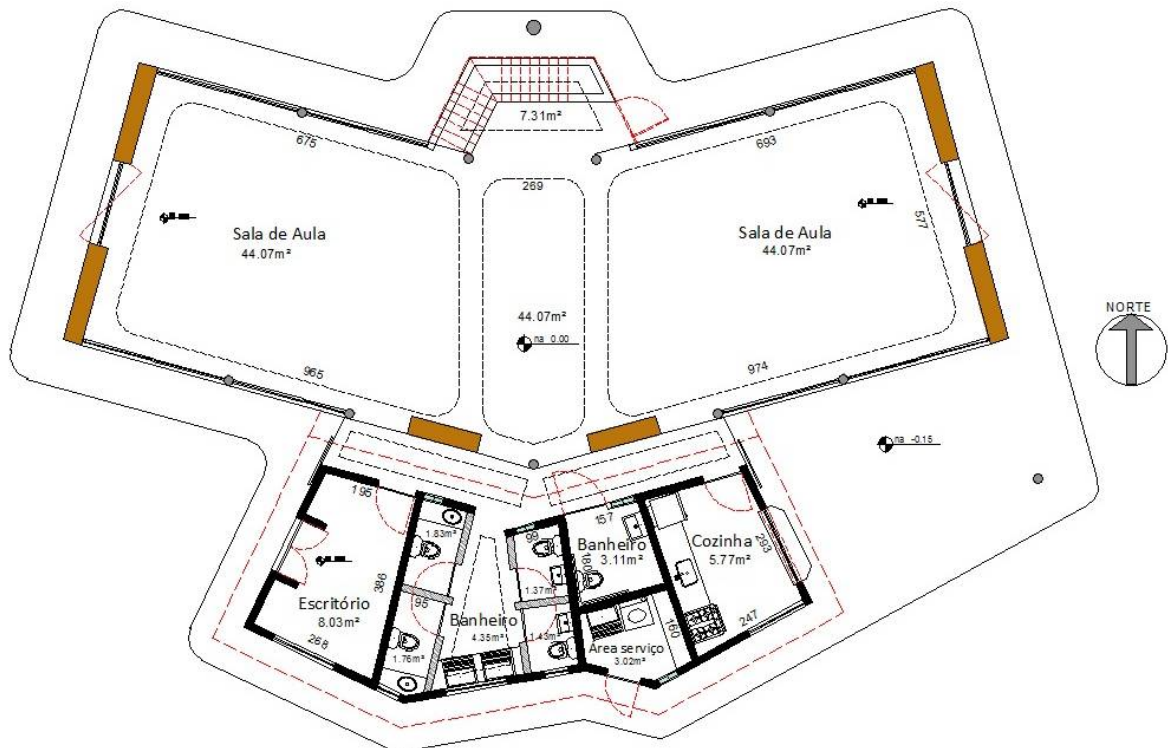 7.31m²
675
693
269
577
Sala de Aula
44.07m²
Sala de Aula
44.07m²
NORTE
44.07m²
na 0.00
965
974
na -0.15
195
157
1.83m²
89
Banheiro
3.11m²
Cozinha
5.77m²
293
180
386
1.37m²
95
Escritório
8.03m²
Banheiro
4.35m²
1.43m²
160
247
268
1.76m²
Area serviço
3.02m²